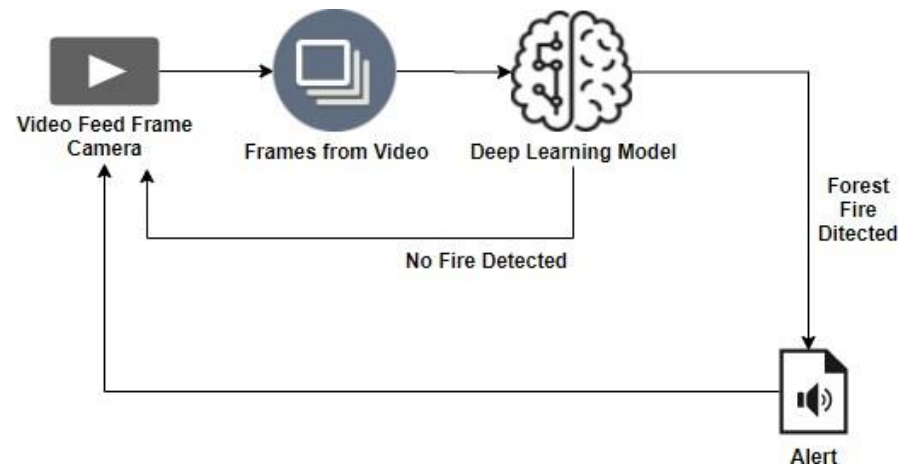 Video Feed Frame
Camera
Frames from Video
Deep Learning Model
Forest
Fire
Ditected
No Fire Detected
Alert